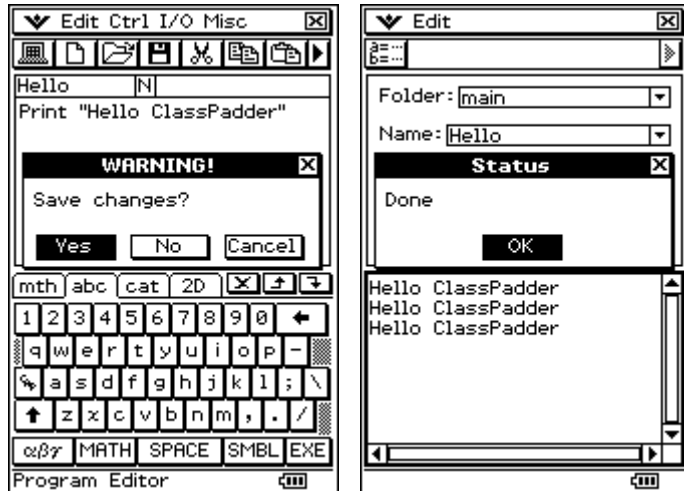 Edit Ctrl I/O Misc
Hello N
Print "Hello ClassPadder"
WARNING!
Save changes?
Yes No Cancel
mth abc cat 2D
1 2 3 4 5 6 7 8 9 0
q w e r t y u i o p -
a s d f g h j k l ; \
z x c v b n m , . /
αβγ MATH SPACE SMBL EXE
Program Editor
Edit
Folder: main
Name: Hello
Status
Done
OK
Hello ClassPadder
Hello ClassPadder
Hello ClassPadder